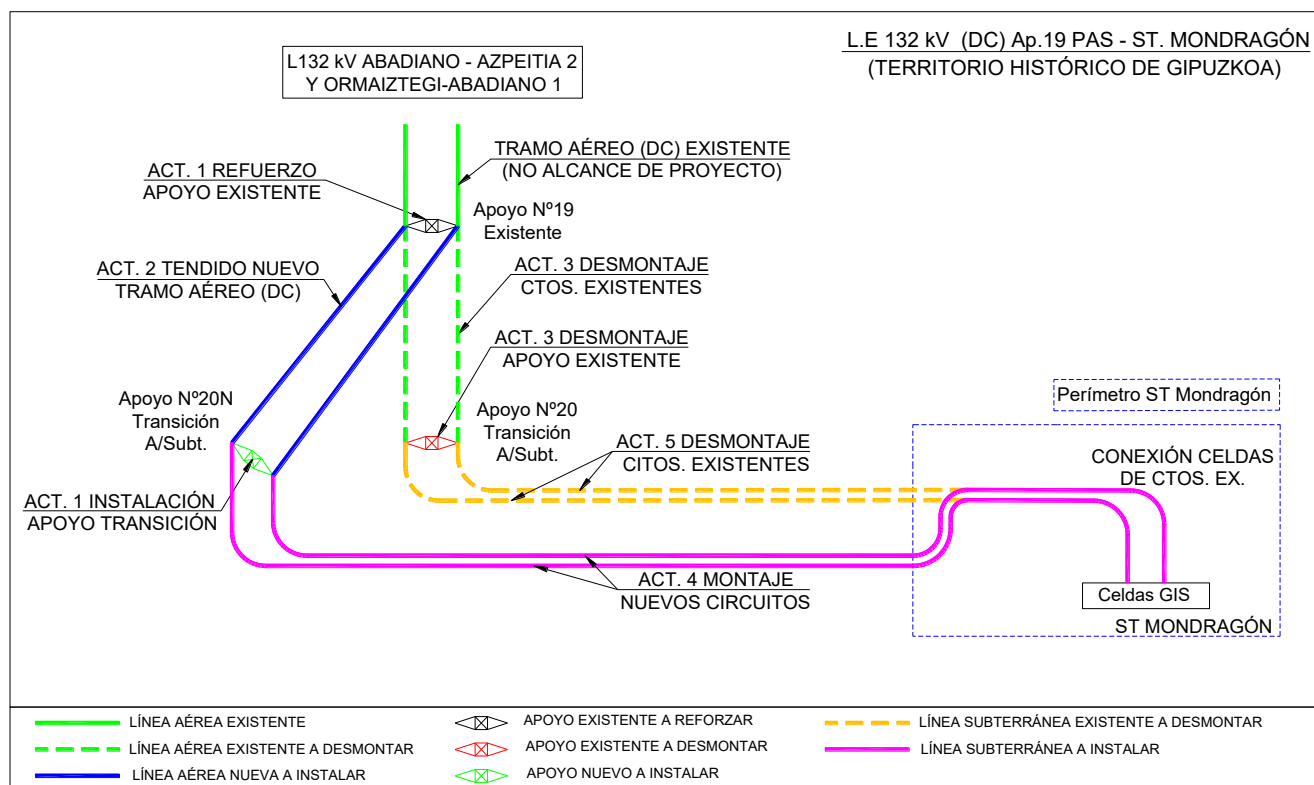 L.E 132 kV (DC) Ap.19 PAS - ST. MONDRAGÓN
(TERRITORIO HISTÓRICO DE GIPUZKOA)
L132 kV ABADIANO - AZPEITIA 2
Y ORMAIZTEGI-ABADIANO 1
TRAMO AÉREO (DC) EXISTENTE
(NO ALCANCE DE PROYECTO)
ACT. 1 REFUERZO
APOYO EXISTENTE
Apoyo Nº19
Existente
ACT. 2 TENDIDO NUEVO
TRAMO AÉREO (DC)
ACT. 3 DESMONTAJE
CTOS. EXISTENTES
ACT. 3 DESMONTAJE
APOYO EXISTENTE
Apoyo Nº20N
Transición
A/Subt.
Apoyo Nº20
Transición
A/Subt.
Perímetro ST Mondragón
ACT. 5 DESMONTAJE
CITOS. EXISTENTES
CONEXIÓN CELDAS
DE CTOS. EX.
ACT. 1 INSTALACIÓN
APOYO TRANSICIÓN
ACT. 4 MONTAJE
NUEVOS CIRCUITOS
Celdas GIS
ST MONDRAGÓN
LÍNEA AÉREA EXISTENTE
APOYO EXISTENTE A REFORZAR
LÍNEA SUBTERRÁNEA EXISTENTE A DESMONTAR
LÍNEA AÉREA EXISTENTE A DESMONTAR
APOYO EXISTENTE A DESMONTAR
LÍNEA SUBTERRÁNEA A INSTALAR
LÍNEA AÉREA NUEVA A INSTALAR
APOYO NUEVO A INSTALAR